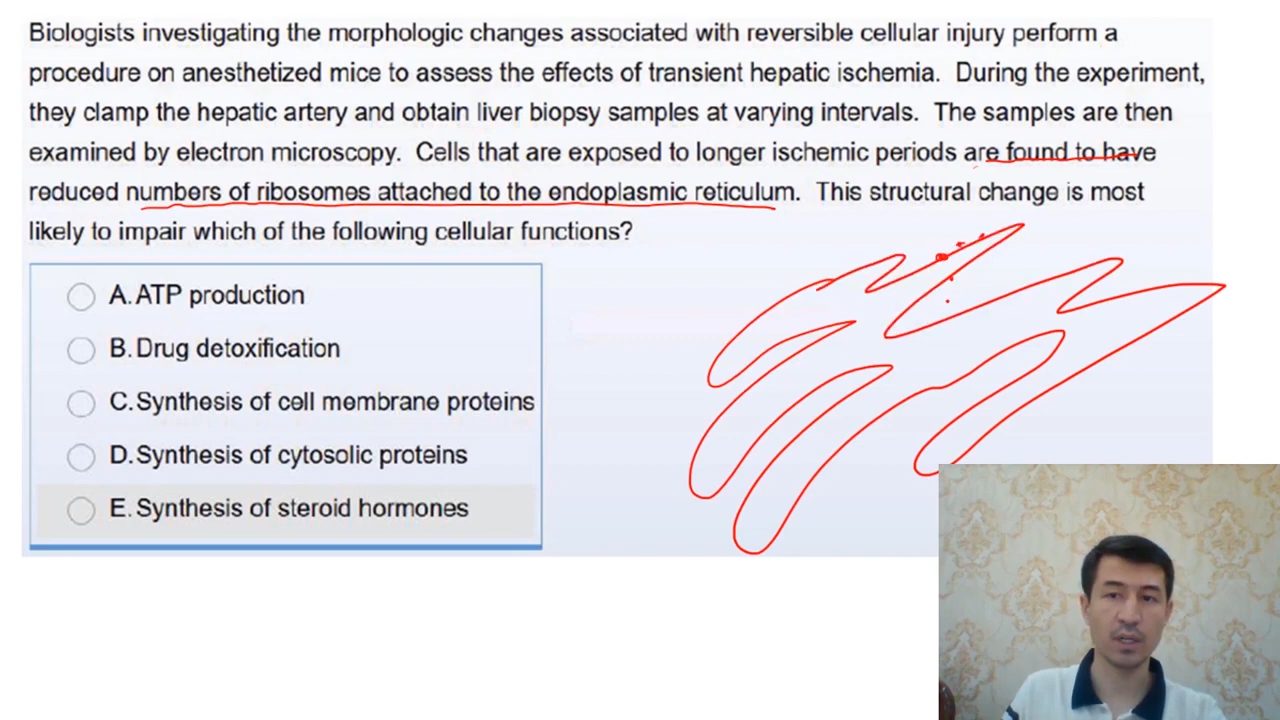 Biologists investigating the morphologic changes associated with reversible cellular injury perform a
procedure on anesthetized mice to assess the effects of transient hepatic ischemia. During the experiment,
they clamp the hepatic artery and obtain liver biopsy samples at varying intervals. The samples are then
examined by electron microscopy. Cells that are exposed to longer ischemic periods are found to have
reduced numbers of ribosomes attached to the endoplasmic reticulum. This structural change is most
likely to impair which of the following cellular functions?
A. ATP production
B. Drug detoxification
C. Synthesis of cell membrane proteins
D. Synthesis of cytosolic proteins
E. Synthesis of steroid hormones